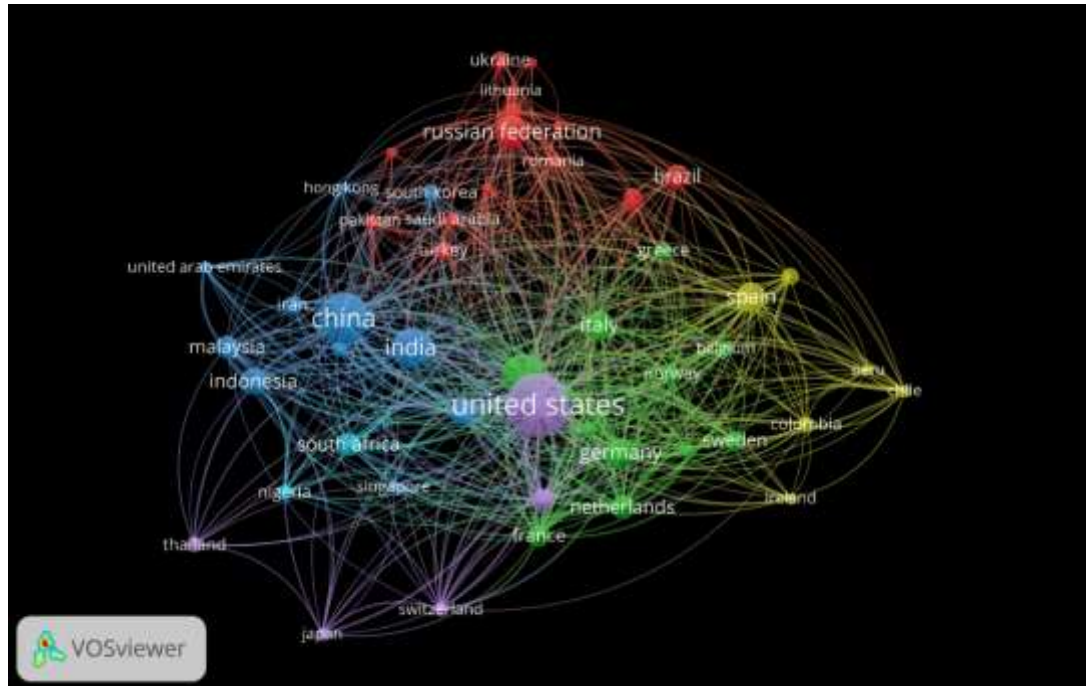 ukraine
lithuania
russian federation
romania
brazil
hong kong
south korea
pakistan
saudi arabia
turkey
greece
united arab emirates
iran
spain
china
italy
malaysia
india
belgium
indonesia
norway
peru
chile
united states
colombia
south africa
germany
sweden
nigeria
singapore
netherlands
ireland
france
thailand
switzerland
japan
VOSviewer